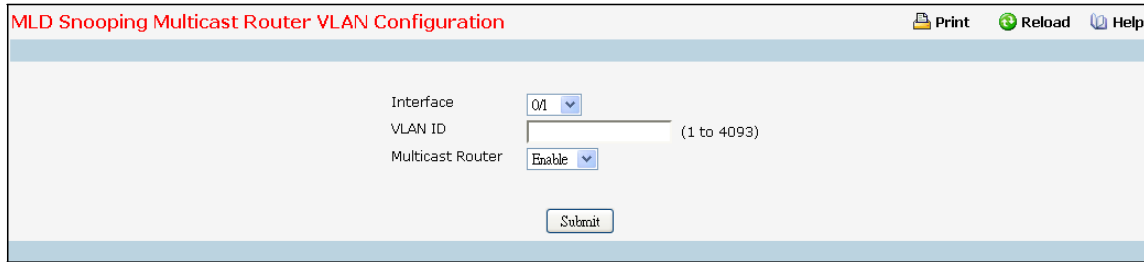 MLD Snooping Multicast Router VLAN Configuration Print Reload Help
Interface 0/1
VLAN ID (1 to 4093)
Multicast Router Enable
Submit